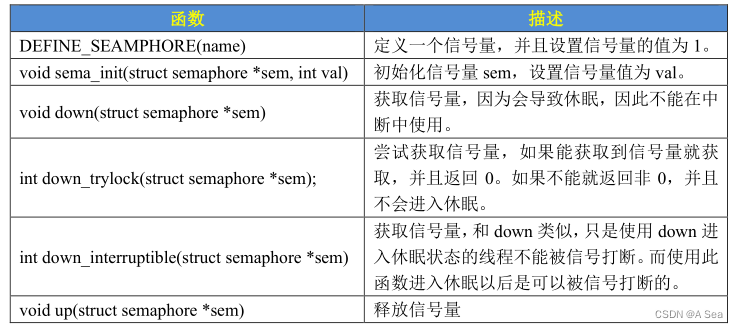 函数 描述
DEFINE_SEAMPHORE(name) 定义一个信号量，并且设置信号量的值为 1。
void sema_init(struct semaphore *sem, int val) 初始化信号量 sem，设置信号量值为 val。
void down(struct semaphore *sem) 获取信号量，因为会导致休眠，因此不能在中
断中使用。
int down_trylock(struct semaphore *sem); 尝试获取信号量，如果能获取到信号量就获
取，并且返回 0。如果不能就返回非 0，并且
不会进入休眠。
int down_interruptible(struct semaphore *sem) 获取信号量，和 down 类似，只是使用 down 进
入休眠状态的线程不能被信号打断。而使用此
函数进入休眠以后是可以被信号打断的。
void up(struct semaphore *sem) 释放信号量
CSDN @A Sea